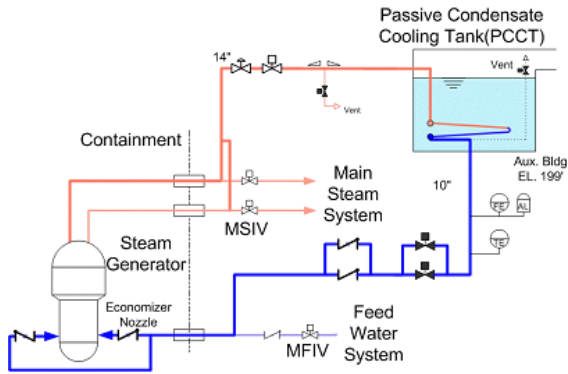 Passive Condensate
Cooling Tank(PCCT)
14"
Vent
Vent
Containment
Aux. Bldg
EL. 199'
Main
Steam
System
10"
MSIV
FE
AL
TE
Steam
Generator
Economizer
Nozzle
Feed
Water
System
MFIV